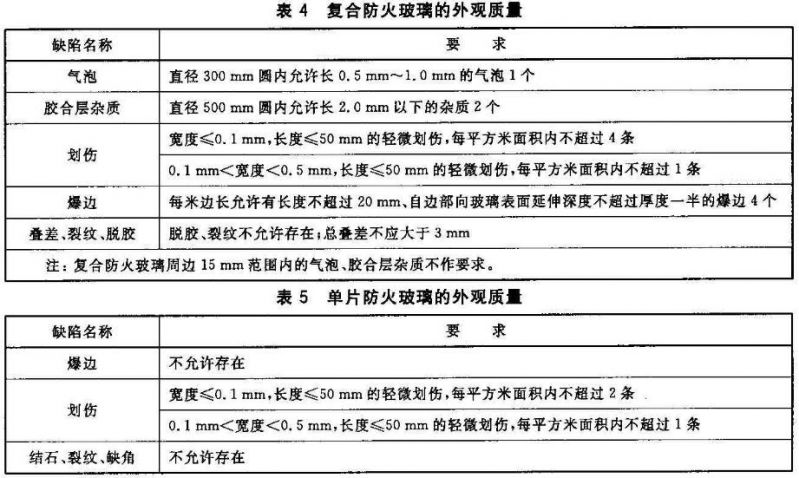 表 4 复合防火玻璃的外观质量
缺陷名称 要 求
气泡 直径 300 mm 圆内允许长 0.5 mm～1.0 mm 的气泡 1 个
胶合层杂质 直径 500 mm 圆内允许长 2.0 mm 以下的杂质 2 个
划伤 宽度≤0.1 mm,长度≤50 mm 的轻微划伤,每平方米面积内不超过 4 条
0.1 mm<宽度<0.5 mm,长度≤50 mm 的轻微划伤,每平方米面积内不超过 1 条
爆边 每米边长允许有长度不超过 20 mm、自边部向玻璃表面延伸深度不超过厚度一半的爆边 4 个
叠差、裂纹、脱胶 脱胶、裂纹不允许存在;总叠差不应大于 3 mm
注: 复合防火玻璃周边 15 mm 范围内的气泡、胶合层杂质不作要求。
表 5 单片防火玻璃的外观质量
缺陷名称 要 求
爆边 不允许存在
划伤 宽度≤0.1 mm,长度≤50 mm 的轻微划伤,每平方米面积内不超过 2 条
0.1 mm<宽度<0.5 mm,长度≤50 mm 的轻微划伤,每平方米面积内不超过 1 条
结石、裂纹、缺角 不允许存在